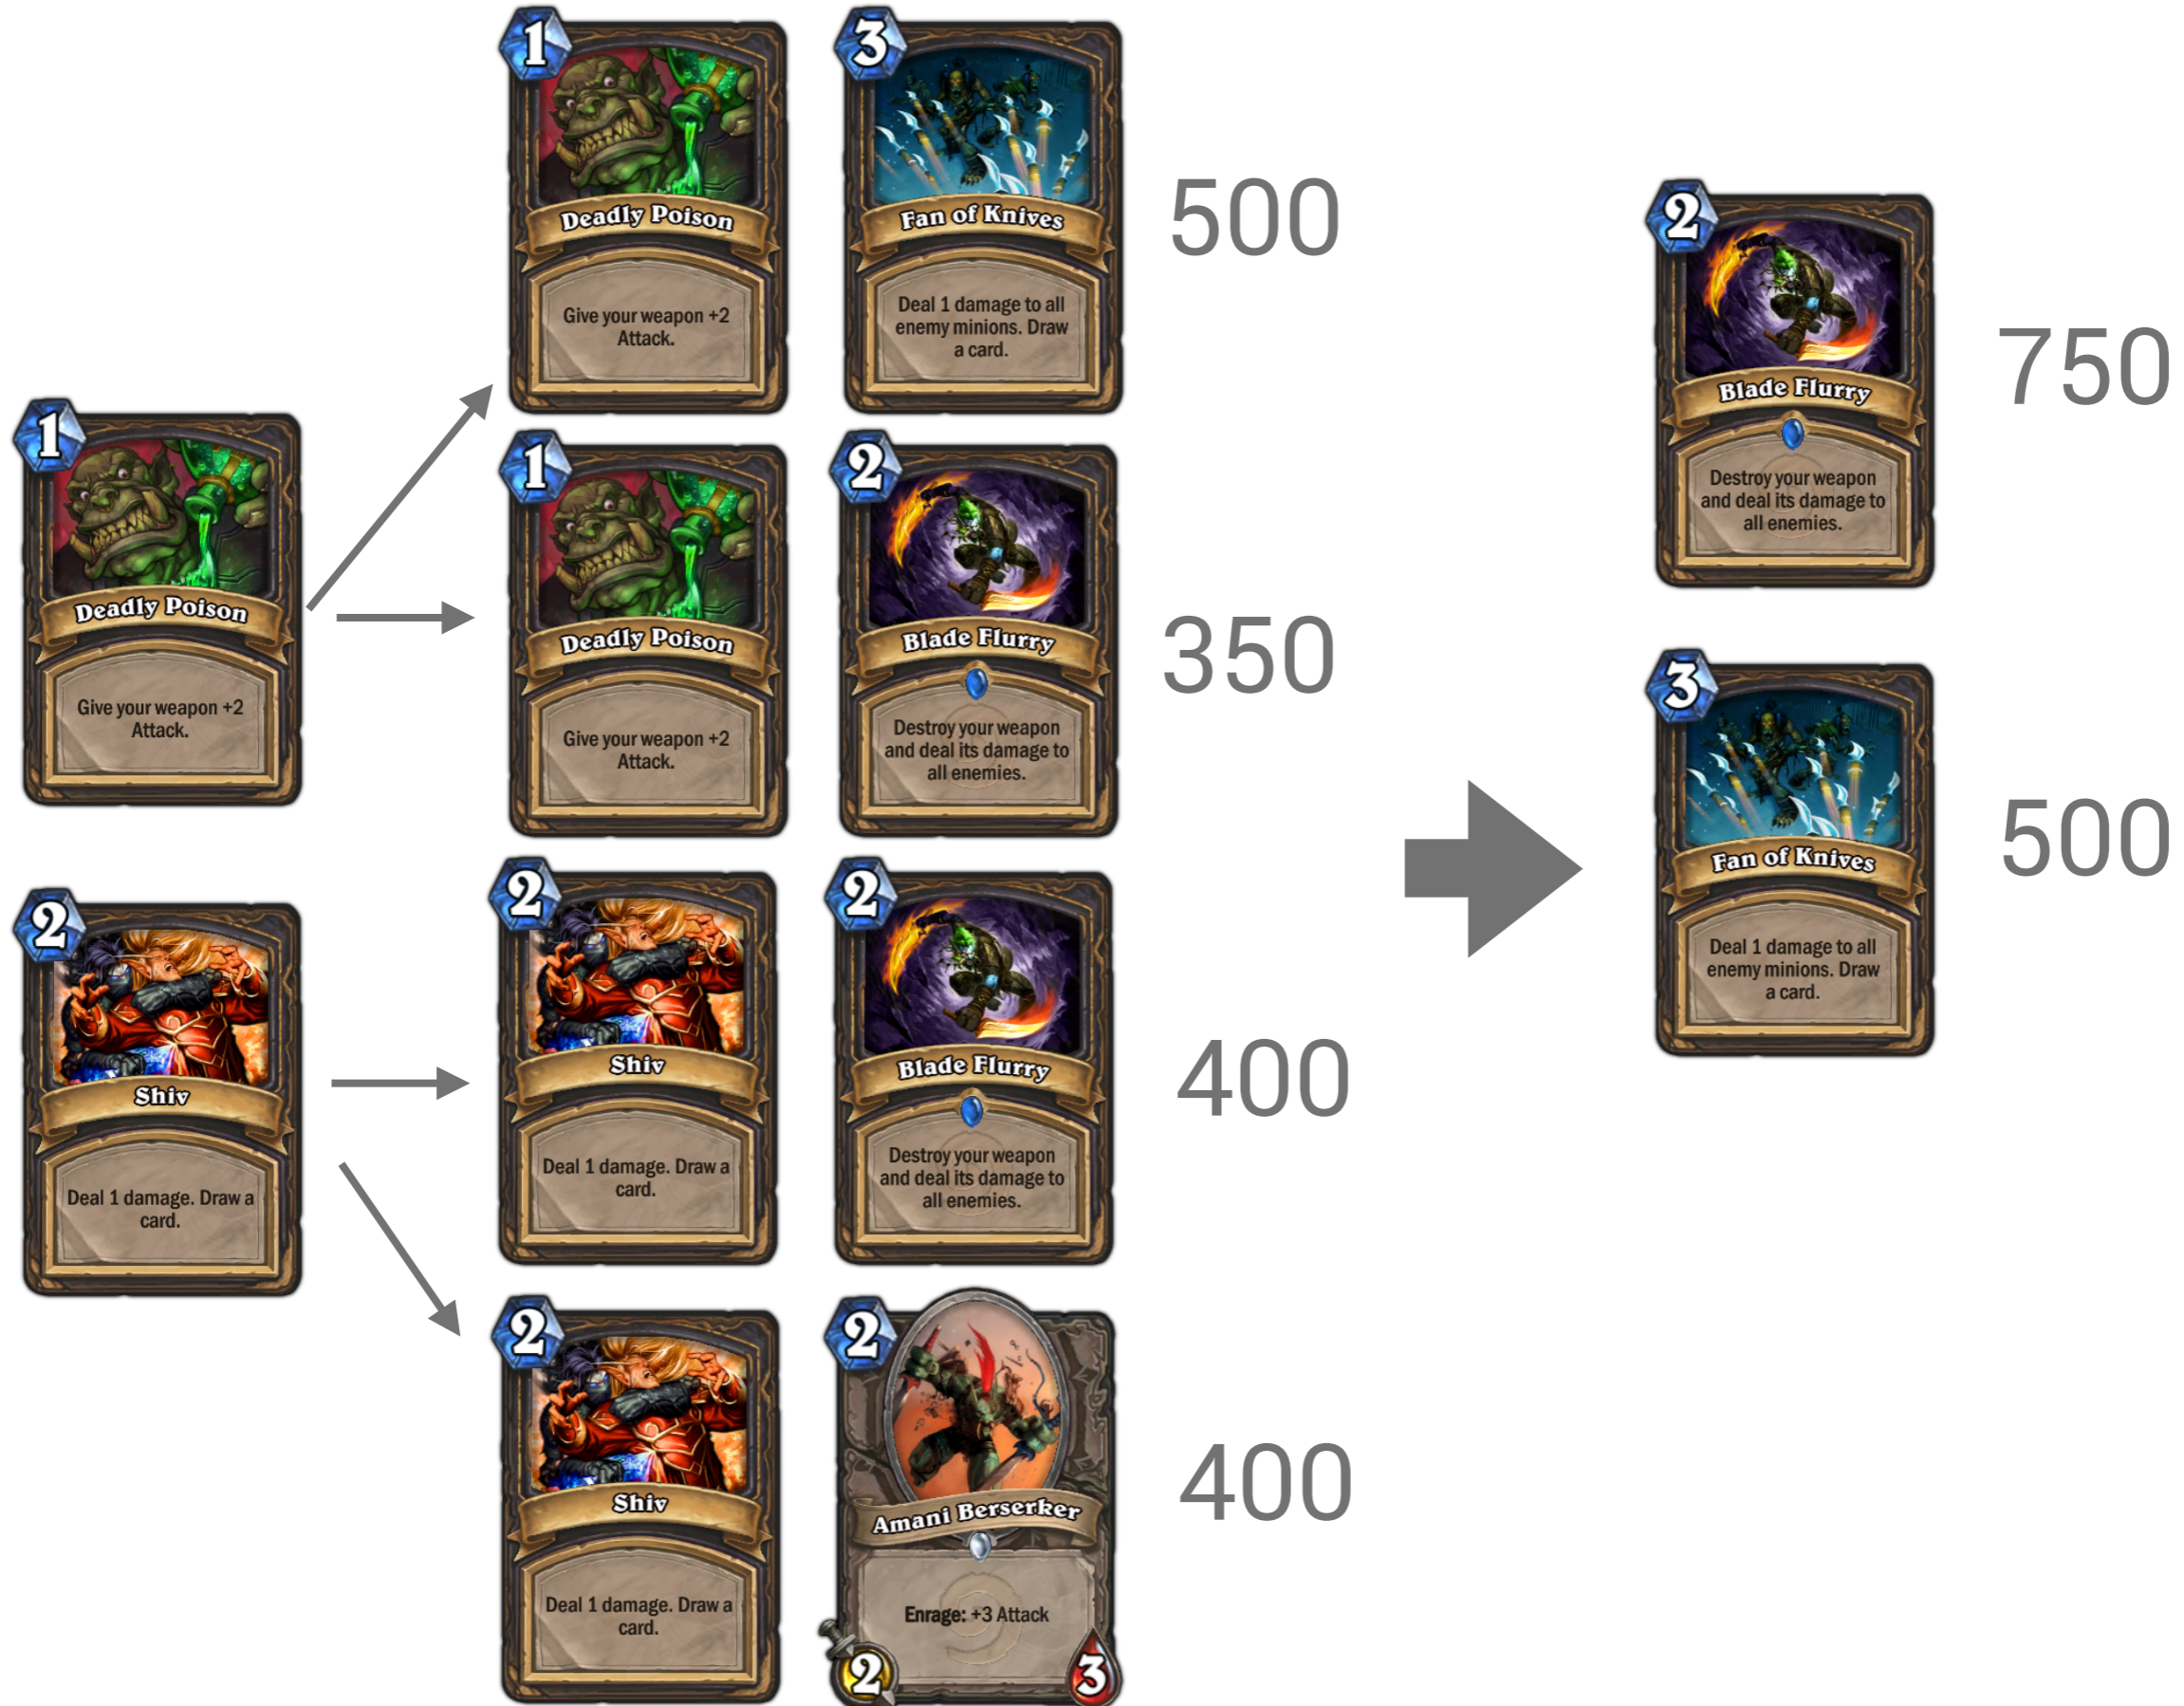 1
Deadly Poison
Give your weapon +2
Attack.
2
Shiv
Deal 1 damage. Draw a
card.
1
Deadly Poison
Give your weapon +2
Attack.
3
Fan of Knives
Deal 1 damage to all
enemy minions. Draw
a card.
500
1
Deadly Poison
Give your weapon +2
Attack.
2
Blade Flurry
Destroy your weapon
and deal its damage to
all enemies.
350
2
Shiv
Deal 1 damage. Draw a
card.
2
Blade Flurry
Destroy your weapon
and deal its damage to
all enemies.
400
2
Shiv
Deal 1 damage. Draw a
card.
2
Amani Berserker
Enrage: +3 Attack
2
3
400
2
Blade Flurry
Destroy your weapon
and deal its damage to
all enemies.
750
3
Fan of Knives
Deal 1 damage to all
enemy minions. Draw
a card.
500